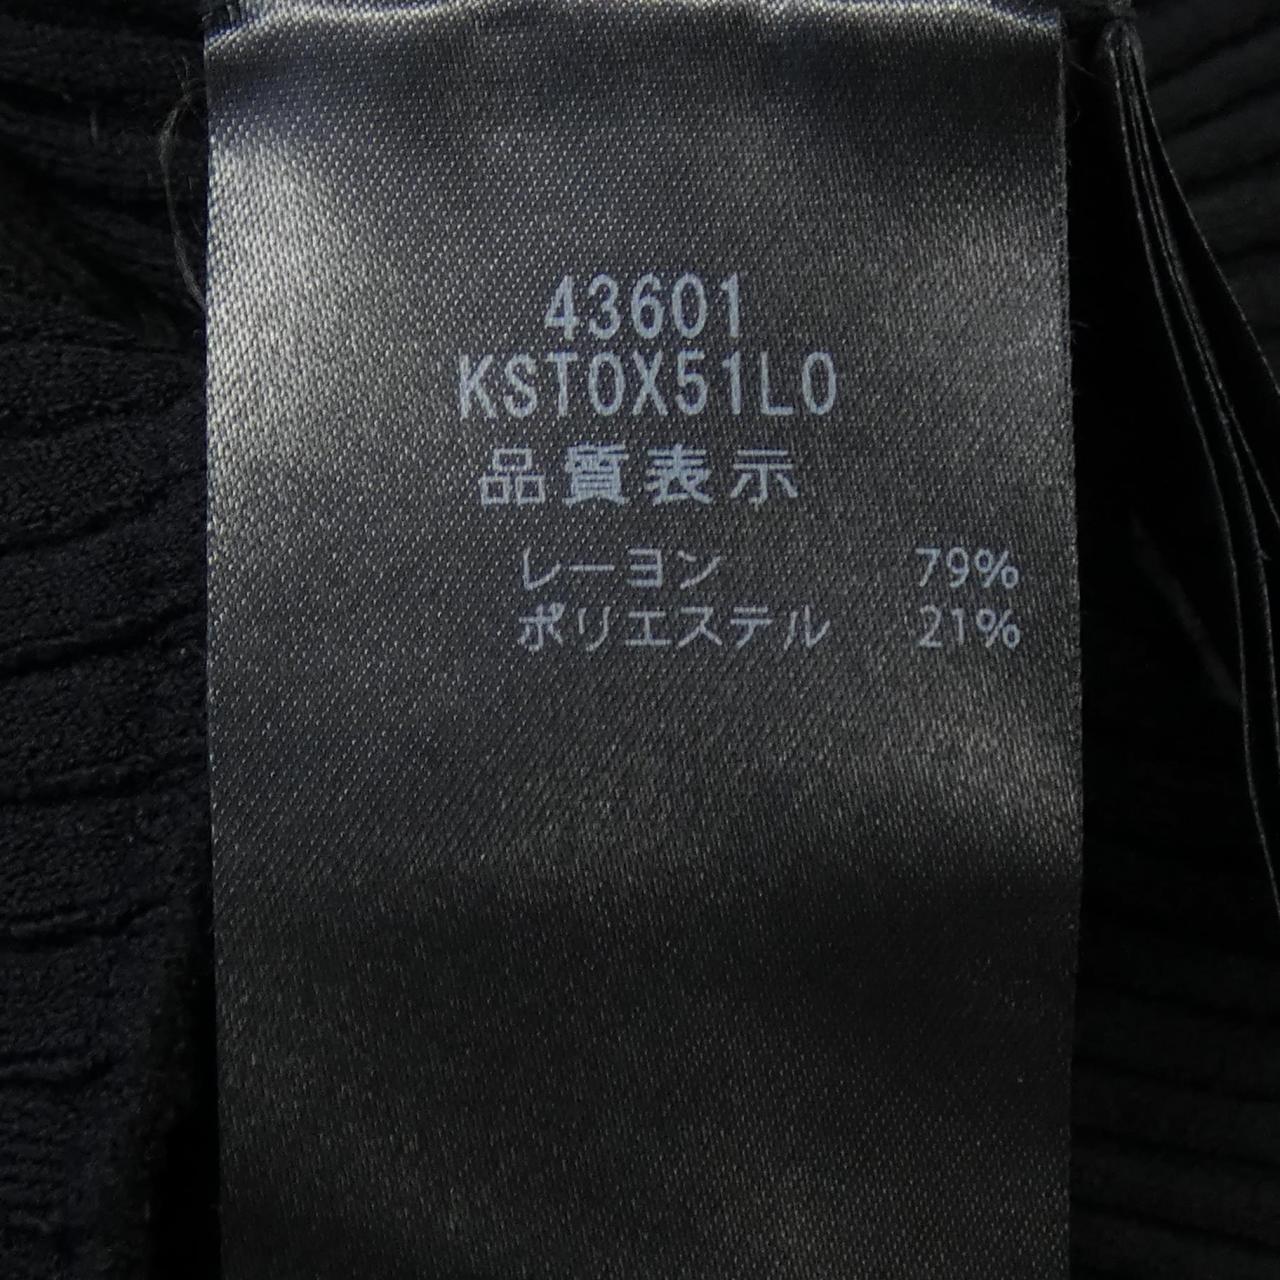 43601
KST0X51L0
品質表示
レーヨン 79%
ポリエステル 21%